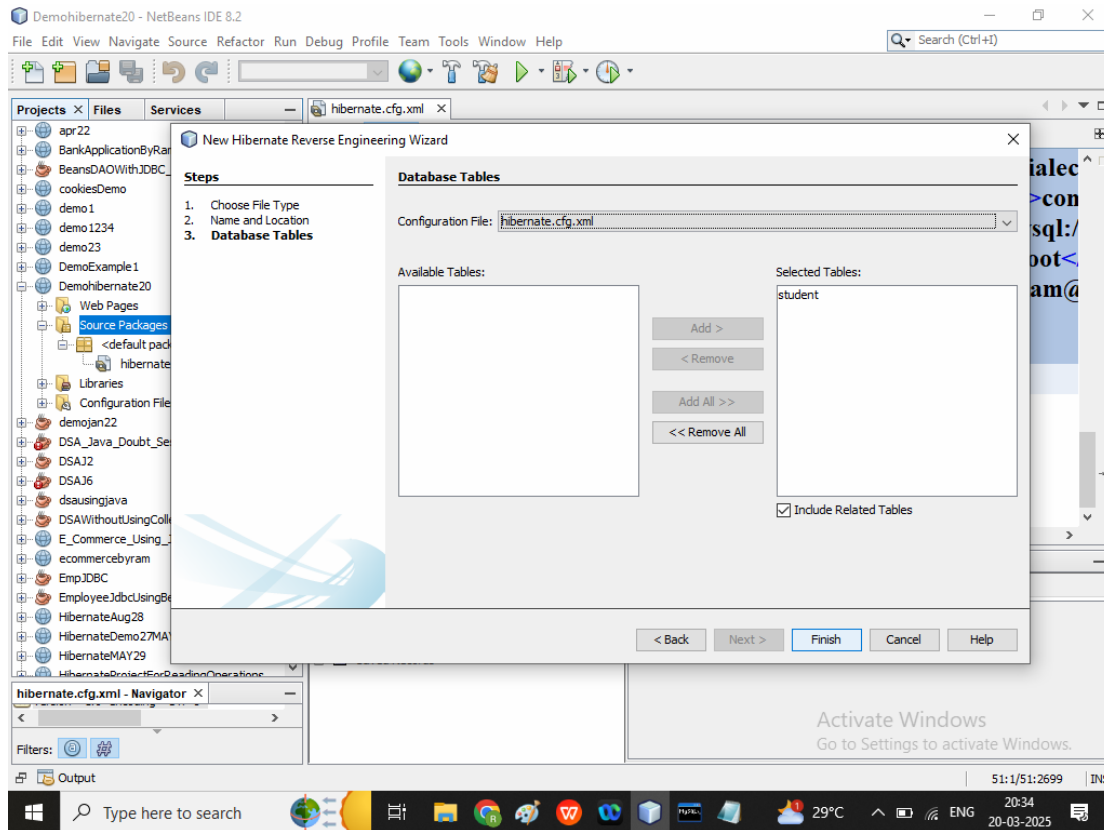 Demohibernate20 - NetBeans IDE 8.2
File Edit View Navigate Source Refactor Run Debug Profile Team Tools Window Help
Search (Ctrl+I)
Projects Files Services
hibernate.cfg.xml
apr22
BankApplicationByRar
BeansDAOWithJDBC_
cookiesDemo
demo1
demo1234
demo23
DemoExample1
Demohibernate20
Web Pages
Source Packages
<default pack
hibernate
Libraries
Configuration File
demojan22
DSA_Java_Doubt_Se
DSAJ2
DSAJ6
dsausingjava
DSAWithoutUsingColle
E_Commerce_Using_J
ecommercebyram
EmpJDBC
EmployeeJdbcUsingBe
HibernateAug28
HibernateDemo27MA
HibernateMAY29
HibernateProjectForReadingOperations
New Hibernate Reverse Engineering Wizard
Steps
1. Choose File Type
2. Name and Location
3. Database Tables
Database Tables
Configuration File: hibernate.cfg.xml
Available Tables:
Selected Tables:
student
Add >
< Remove
Add All >>
<< Remove All
Include Related Tables
< Back Next > Finish Cancel Help
ialec
>con
sql:/
oot<
am@
hibernate.cfg.xml - Navigator
Filters:
Activate Windows
Go to Settings to activate Windows.
Output
51:1/51:2699 INS
Type here to search
29°C
ENG
20:34
20-03-2025